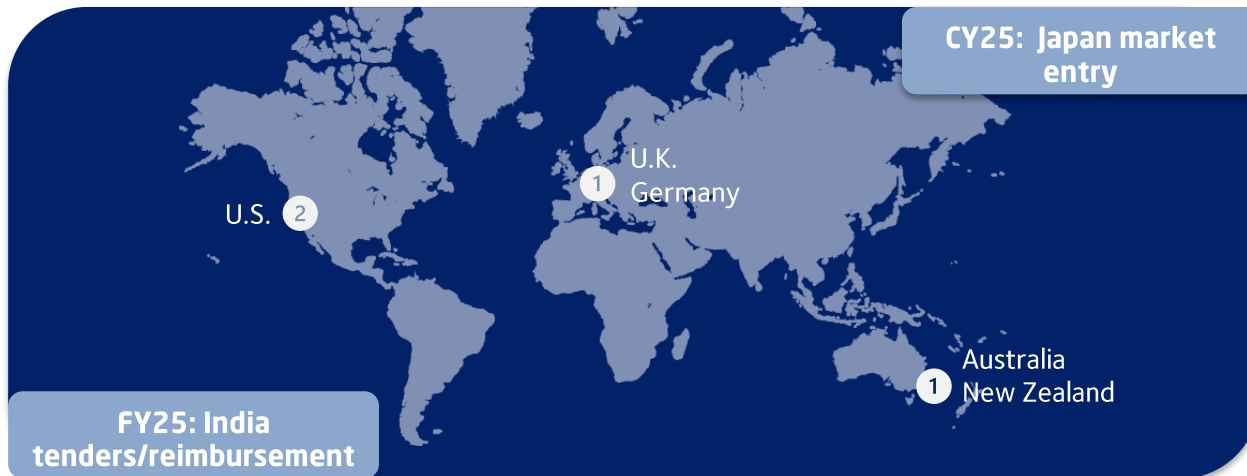 CY25: Japan market
entry
U.K.
1
Germany
U.S. 2
Australia
1
New Zealand
FY25: India
tenders/reimbursement